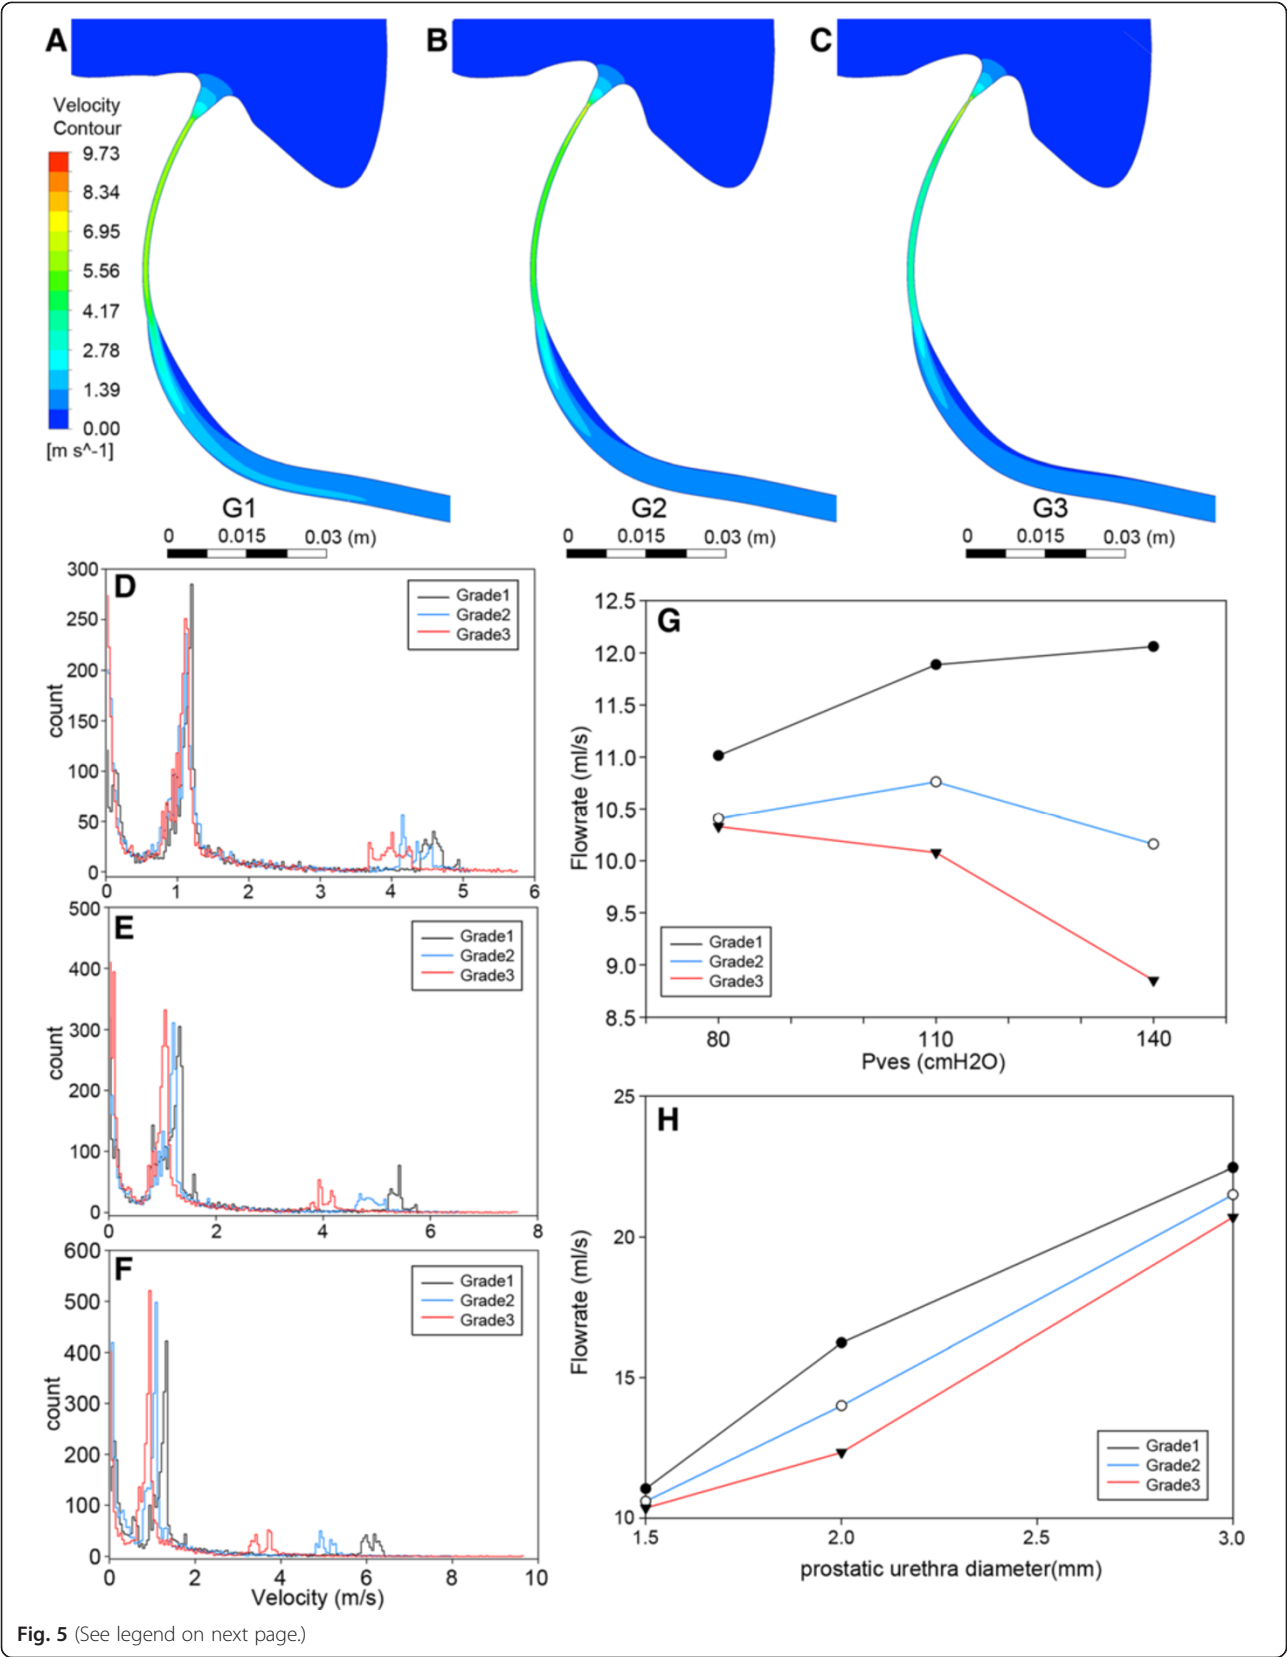 A
B
C
Velocity
Contour
9.73
8.34
6.95
5.56
4.17
2.78
1.39
0.00
[m s^-1]
G1
G2
G3
0 0.015 0.03 (m)
0 0.015 0.03 (m)
0 0.015 0.03 (m)
D
300
250
200
150
100
50
0
count
0 1 2 3 4 5 6
Grade1
Grade2
Grade3
E
500
400
300
200
100
0
count
0 2 4 6 8
Grade1
Grade2
Grade3
F
600
500
400
300
200
100
0
count
0 2 4 6 8 10
Velocity (m/s)
Grade1
Grade2
Grade3
G
12.5
12.0
11.5
11.0
10.5
10.0
9.5
9.0
8.5
Flowrate (ml/s)
80 110 140
Pves (cmH2O)
Grade1
Grade2
Grade3
H
25
20
15
10
Flowrate (ml/s)
1.5 2.0 2.5 3.0
prostatic urethra diameter(mm)
Grade1
Grade2
Grade3
Fig. 5 (See legend on next page.)